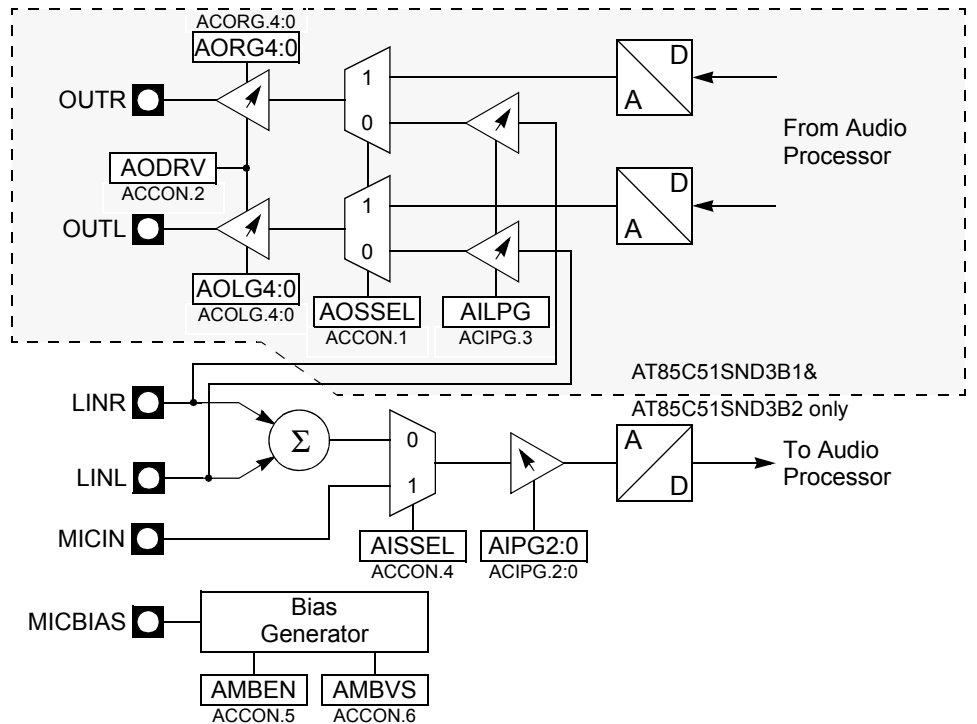 ACORG.4:0
AORG4:0
D
A
1
0
OUTR
From Audio
Processor
AODRV
ACCON.2
D
A
1
0
OUTL
AOLG4:0
ACOLG.4:0
AOSSEL
ACCON.1
AILPG
ACIPG.3
AT85C51SND3B1&
AT85C51SND3B2 only
LINR
Σ
0
1
A
D
To Audio
Processor
LINL
MICIN
AISSEL
ACCON.4
AIPG2:0
ACIPG.2:0
MICBIAS
Bias
Generator
AMBEN
ACCON.5
AMBVS
ACCON.6